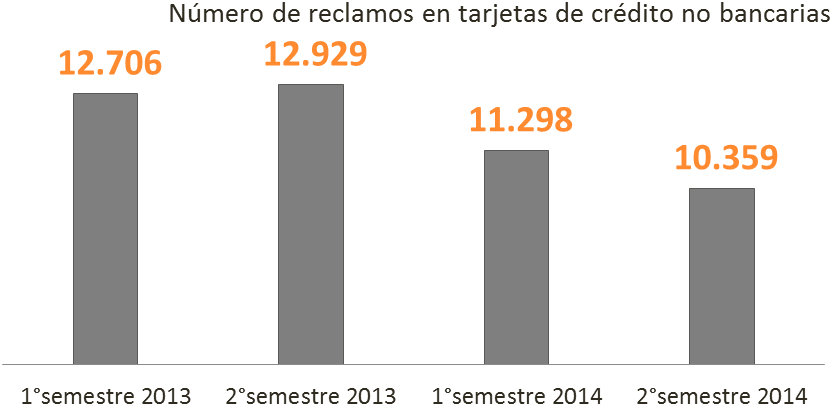 Número de reclamos en tarjetas de crédito no bancarias
12.706
12.929
11.298
10.359
1°semestre 2013
2°semestre 2013
1°semestre 2014
2°semestre 2014